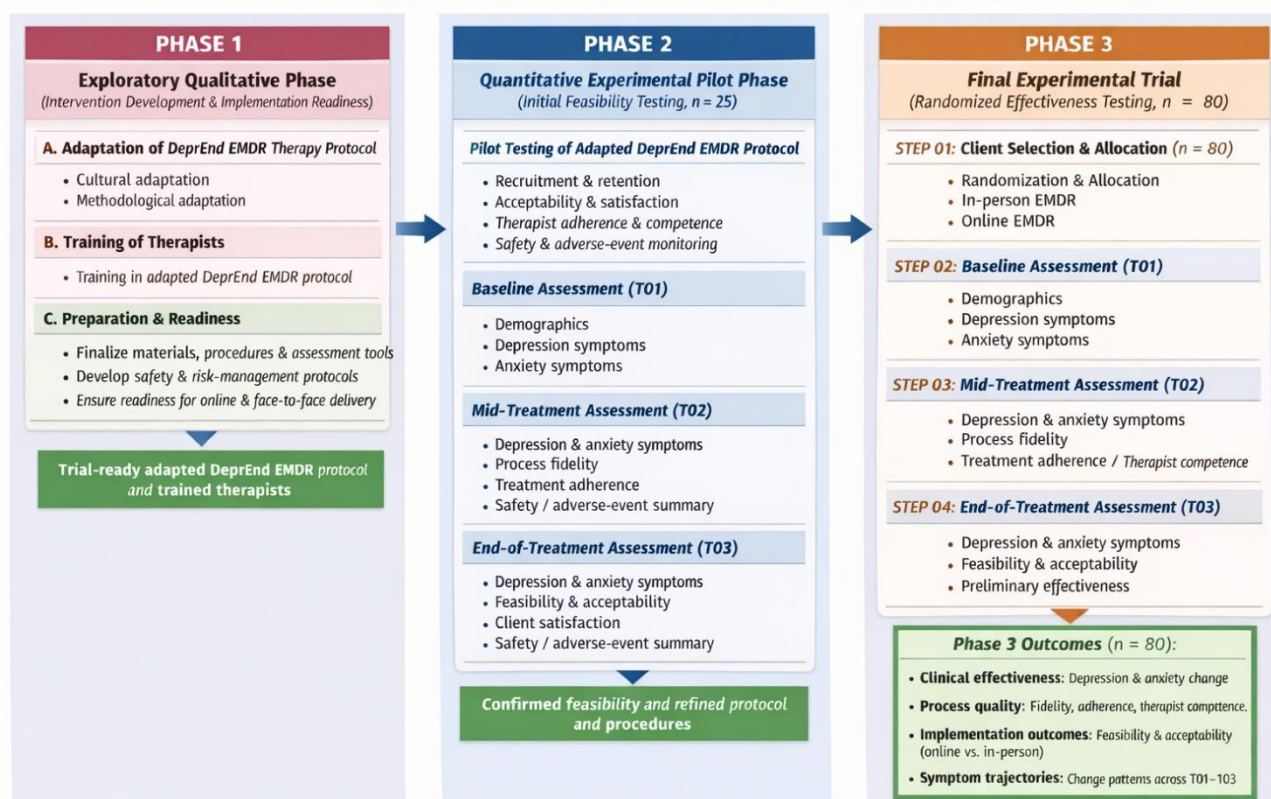 PHASE 1
Exploratory Qualitative Phase
(Intervention Development & Implementation Readiness)
A. Adaptation of DeprEnd EMDR Therapy Protocol
• Cultural adaptation
• Methodological adaptation
B. Training of Therapists
• Training in adapted DeprEnd EMDR protocol
C. Preparation & Readiness
• Finalize materials, procedures & assessment tools
• Develop safety & risk-management protocols
• Ensure readiness for online & face-to-face delivery
Trial-ready adapted DeprEnd EMDR protocol
and trained therapists
PHASE 2
Quantitative Experimental Pilot Phase
(Initial Feasibility Testing, n = 25)
Pilot Testing of Adapted DeprEnd EMDR Protocol
• Recruitment & retention
• Acceptability & satisfaction
• Therapist adherence & competence
• Safety & adverse-event monitoring
Baseline Assessment (T01)
• Demographics
• Depression symptoms
• Anxiety symptoms
Mid-Treatment Assessment (T02)
• Depression & anxiety symptoms
• Process fidelity
• Treatment adherence
• Safety / adverse-event summary
End-of-Treatment Assessment (T03)
• Depression & anxiety symptoms
• Feasibility & acceptability
• Client satisfaction
• Safety / adverse-event summary
Confirmed feasibility and refined protocol
and procedures
PHASE 3
Final Experimental Trial
(Randomized Effectiveness Testing, n = 80)
STEP 01: Client Selection & Allocation (n = 80)
• Randomization & Allocation
• In-person EMDR
• Online EMDR
STEP 02: Baseline Assessment (T01)
• Demographics
• Depression symptoms
• Anxiety symptoms
STEP 03: Mid-Treatment Assessment (T02)
• Depression & anxiety symptoms
• Process fidelity
• Treatment adherence / Therapist competence
STEP 04: End-of-Treatment Assessment (T03)
• Depression & anxiety symptoms
• Feasibility & acceptability
• Preliminary effectiveness
Phase 3 Outcomes (n = 80):
• Clinical effectiveness: Depression & anxiety change
• Process quality: Fidelity, adherence, therapist comptence.
• Implementation outcomes: Feasibility & acceptability
(online vs. in-person)
• Symptom trajectories: Change patterns across T01–103